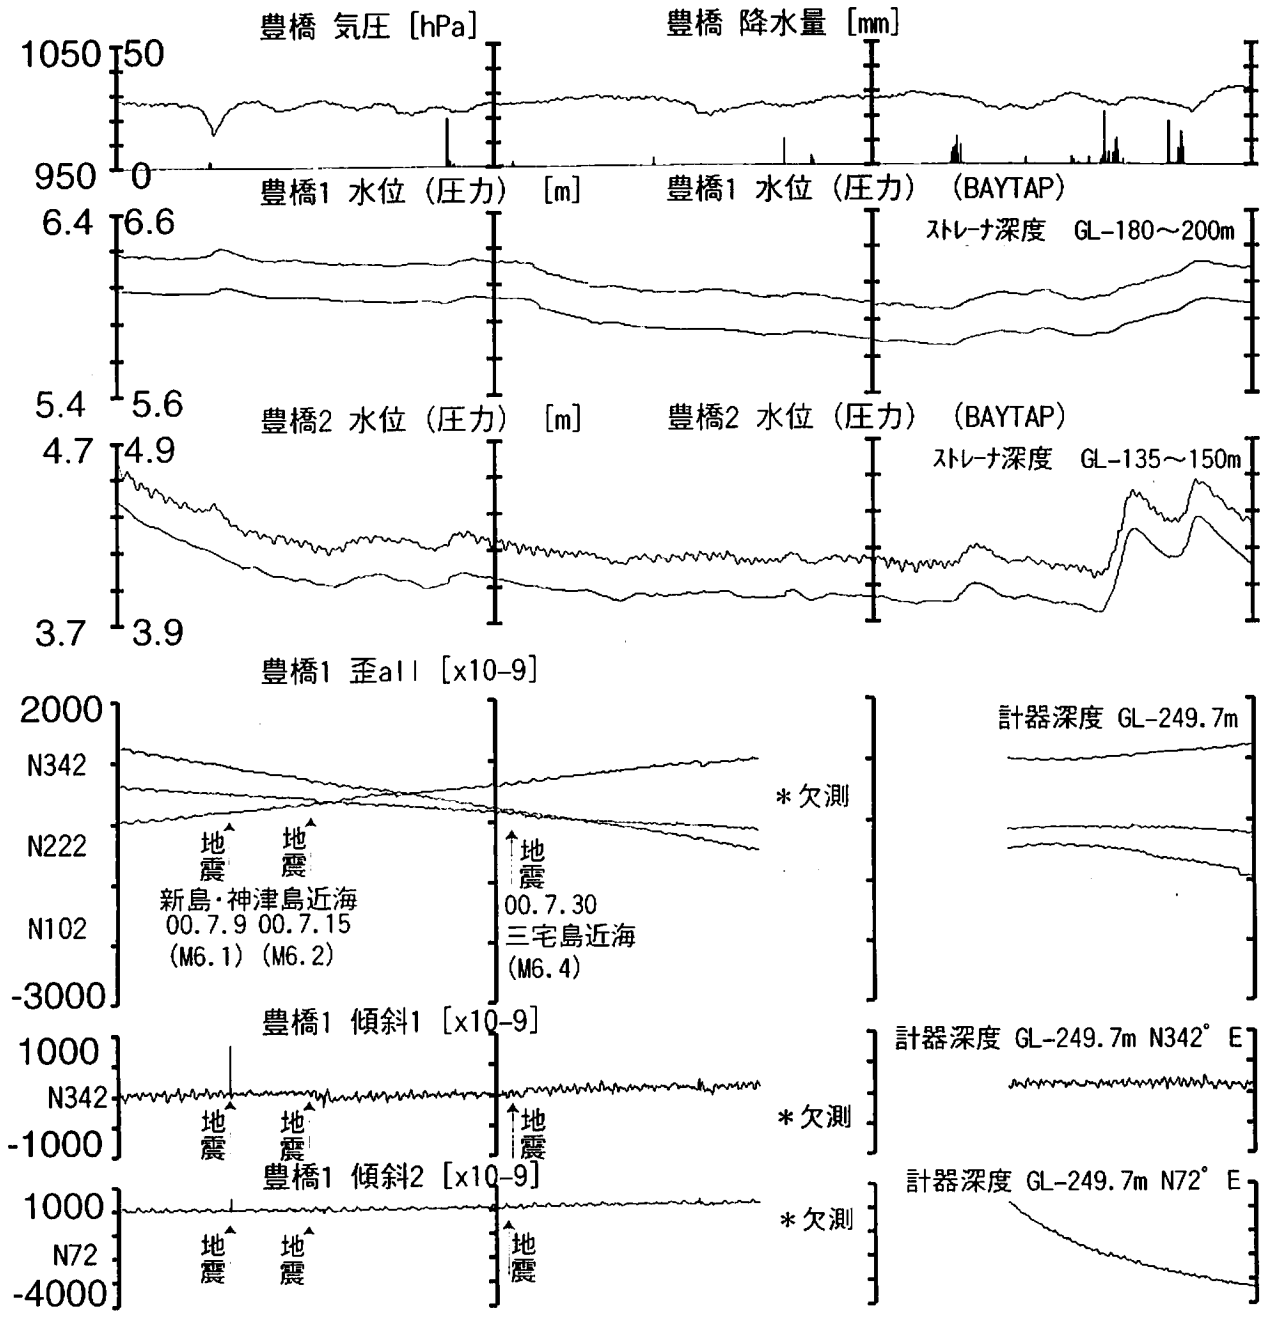 豊橋 気圧 [hPa] 豊橋 降水量 [mm]
1050 50
950 0
豊橋1 水位(圧力) [m] 豊橋1 水位(圧力) (BAYTAP)
6.4 6.6
ストレーナ深度 GL-180~200m
5.4 5.6
豊橋2 水位(圧力) [m] 豊橋2 水位(圧力) (BAYTAP)
4.7 4.9
ストレーナ深度 GL-135~150m
3.7 3.9
豊橋1 歪all [x10-9]
2000
計器深度 GL-249.7m
N342
*欠測
N222
地震 地震 地震
新島・神津島近海
00.7.9 00.7.15
(M6.1) (M6.2)
00.7.30
三宅島近海
(M6.4)
N102
-3000
豊橋1 傾斜1 [x10-9]
計器深度 GL-249.7m N342° E
1000
N342
地震 地震 地震
*欠測
-1000
豊橋1 傾斜2 [x10-9]
計器深度 GL-249.7m N72° E
1000
*欠測
地震 地震 地震
N72
-4000